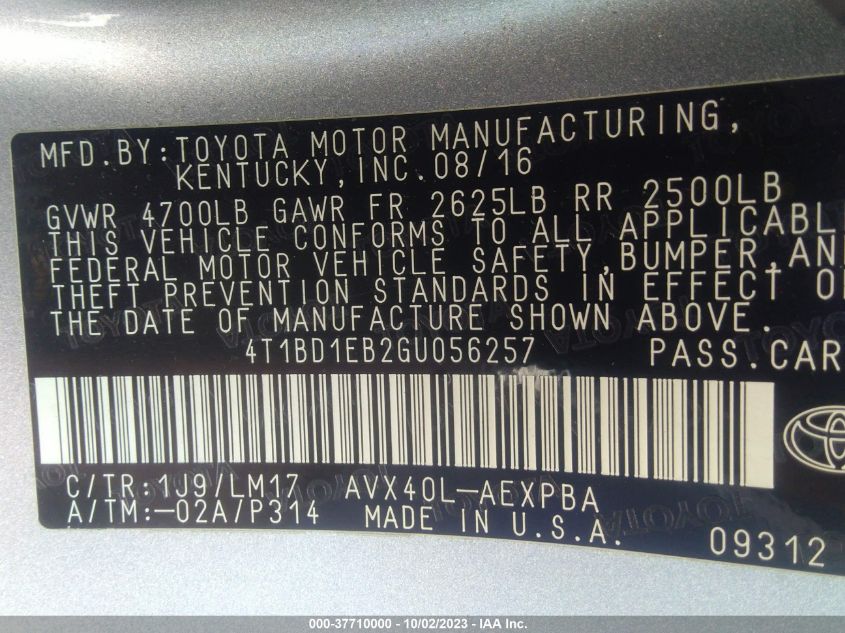 MFD.BY:TOYOTA MOTOR MANUFACTURING,
KENTUCKY,INC.08/16
GVWR 4700LB GAWR FR 2625LB RR 2500LB
THIS VEHICLE CONFORMS TO ALL APPLICABL
FEDERAL MOTOR VEHICLE SAFETY,BUMPER,AN
THEFT PREVENTION STANDARDS IN EFFECT O
THE DATE OF MANUFACTURE SHOWN ABOVE.
4T1BD1EB2GU056257 PASS.CAR
C/TR:1J9/LM17 AVX40L-AEXPBA
A/TM:-02A/P314 MADE IN U.S.A.
09312
000-37710000 - 10/02/2023 - IAA Inc.